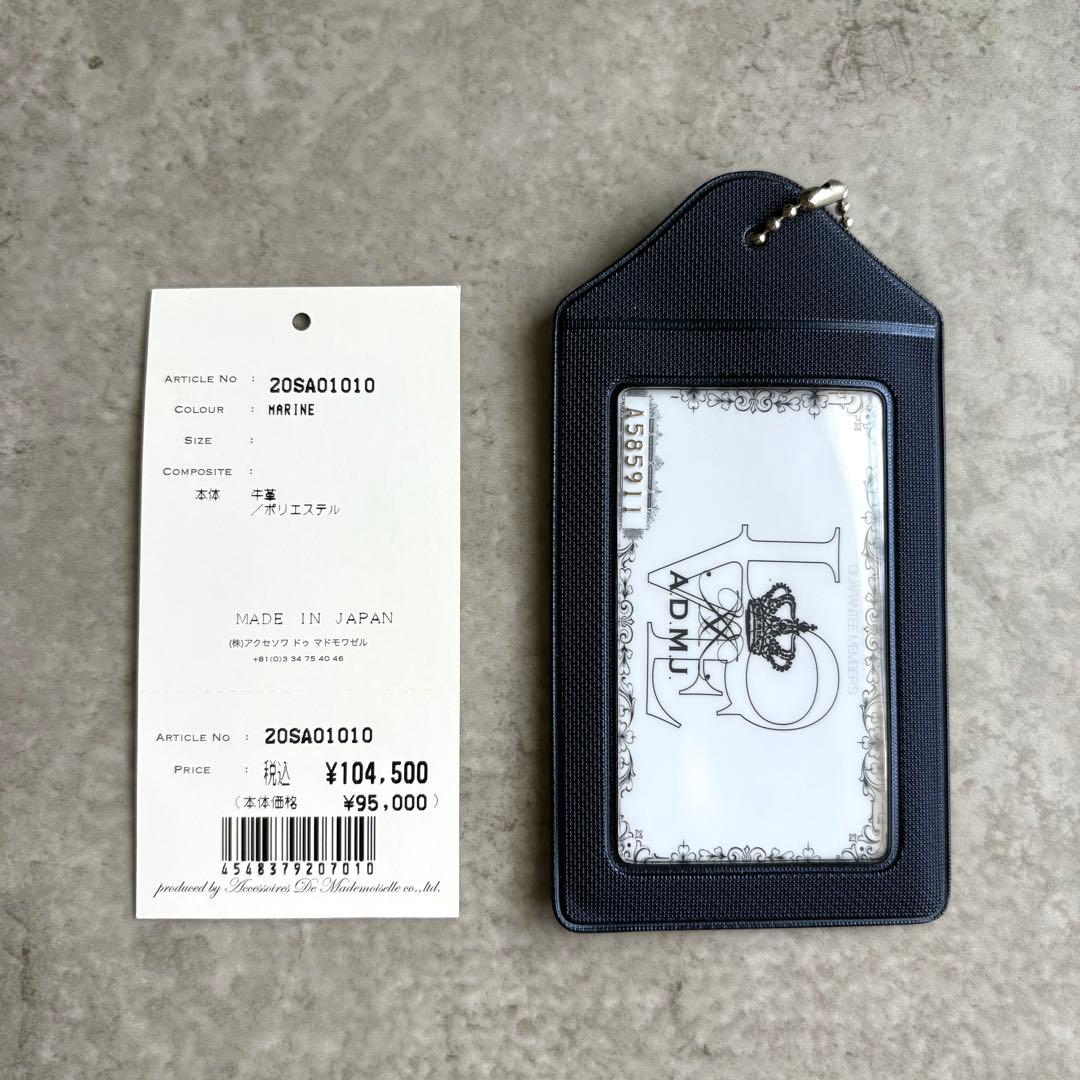 ARTICLE NO : 20SA01010
COLOUR : MARINE
SIZE :
COMPOSITE :
本体 牛革
／ポリエステル
MADE IN JAPAN
(株)アクセソワ ドゥ マドモワゼル
+81(0)3 34 75 40 46
ARTICLE NO : 20SA01010
PRICE : 税込 ¥104,500
(本体価格 ¥95,000)
4548379207010
produced by Accessoires De Mademoiselle co.,ltd.
A585911
A.D.M.J.
GUARANTEE MEMBERS